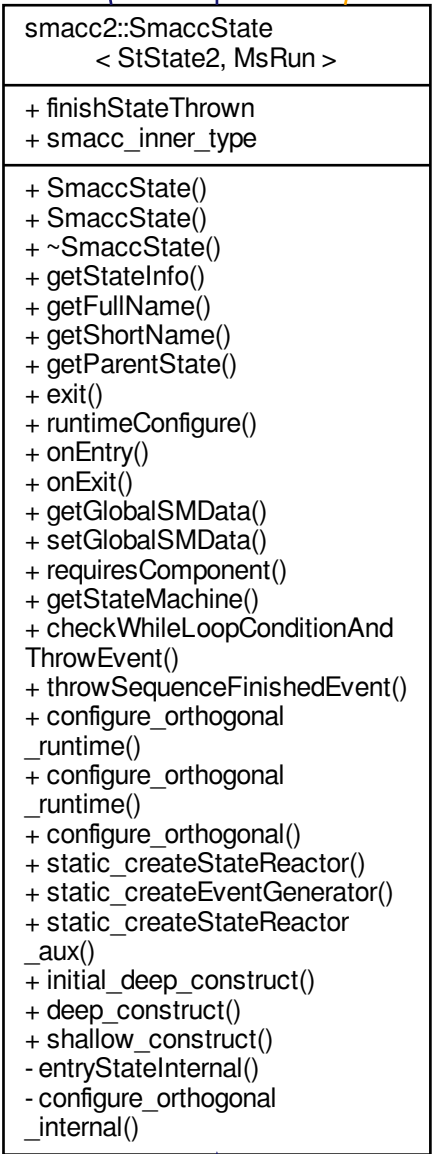 smacc2::SmaccState
< StState2, MsRun >
+ finishStateThrown
+ smacc_inner_type
+ SmaccState()
+ SmaccState()
+ ~SmaccState()
+ getStateInfo()
+ getFullName()
+ getShortName()
+ getParentState()
+ exit()
+ runtimeConfigure()
+ onEntry()
+ onExit()
+ getGlobalSMData()
+ setGlobalSMData()
+ requiresComponent()
+ getStateMachine()
+ checkWhileLoopConditionAnd
ThrowEvent()
+ throwSequenceFinishedEvent()
+ configure_orthogonal
_runtime()
+ configure_orthogonal
_runtime()
+ configure_orthogonal()
+ static_createStateReactor()
+ static_createEventGenerator()
+ static_createStateReactor
_aux()
+ initial_deep_construct()
+ deep_construct()
+ shallow_construct()
- entryStateInternal()
- configure_orthogonal
_internal()